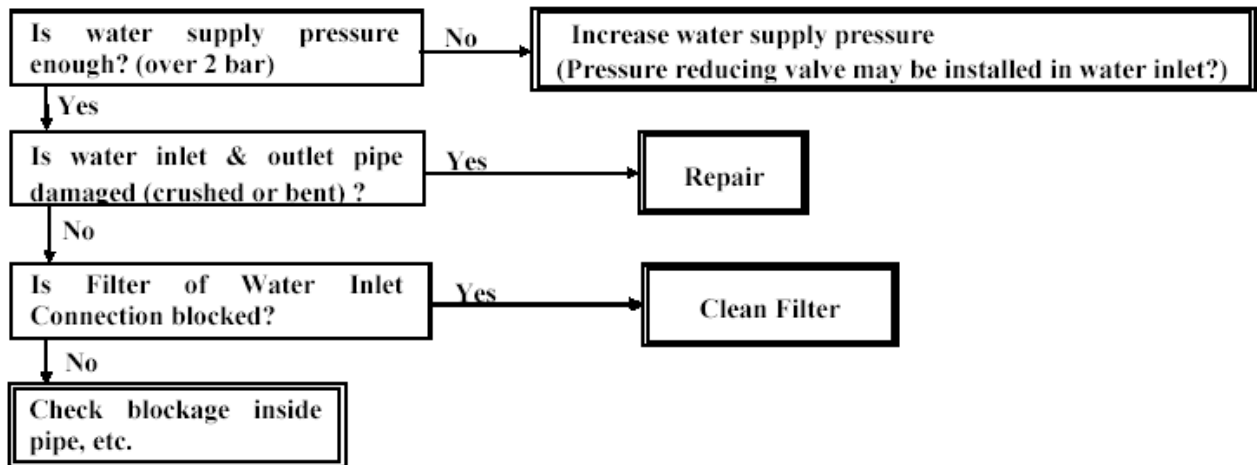 Is water supply pressure
enough? (over 2 bar)
No
Increase water supply pressure
(Pressure reducing valve may be installed in water inlet?)
Yes
Is water inlet & outlet pipe
damaged (crushed or bent) ?
Yes
Repair
No
Is Filter of Water Inlet
Connection blocked?
Yes
Clean Filter
No
Check blockage inside
pipe, etc.